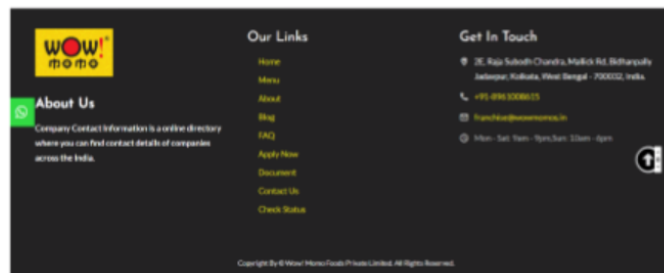 WOW!
MOMO
About Us
Company Contact Information is a online directory
where you can find contact details of companies
across the India.
Our Links
Home
Menu
About
Blog
FAQ
Apply Now
Document
Contact Us
Check Status
Get In Touch
2E, Raja Subodh Chandra, Mallick Rd, Bidhanpally
Jadavpur, Kolkata, West Bengal - 700032, India.
+91-8961008615
franchise@wowmomos.in
Mon - Sat: 9am - 9pm,Sun: 10am - 6pm
Copyright By © Wow! Momo Foods Private Limited. All Rights Reserved.